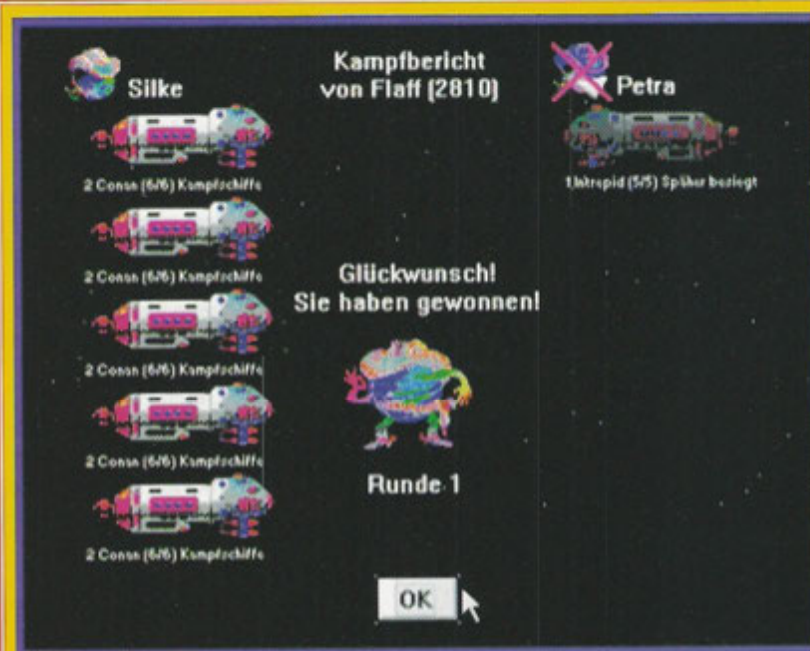 Silke
2 Conan (6/6) Kampfschiffe
2 Conan (6/6) Kampfschiffe
2 Conan (6/6) Kampfschiffe
2 Conan (6/6) Kampfschiffe
2 Conan (6/6) Kampfschiffe
Kampfbericht
von Flaff (2810)
Glückwunsch!
Sie haben gewonnen!
Runde 1
OK
Petra
1 Intrepid (5/5) Späher besiegt